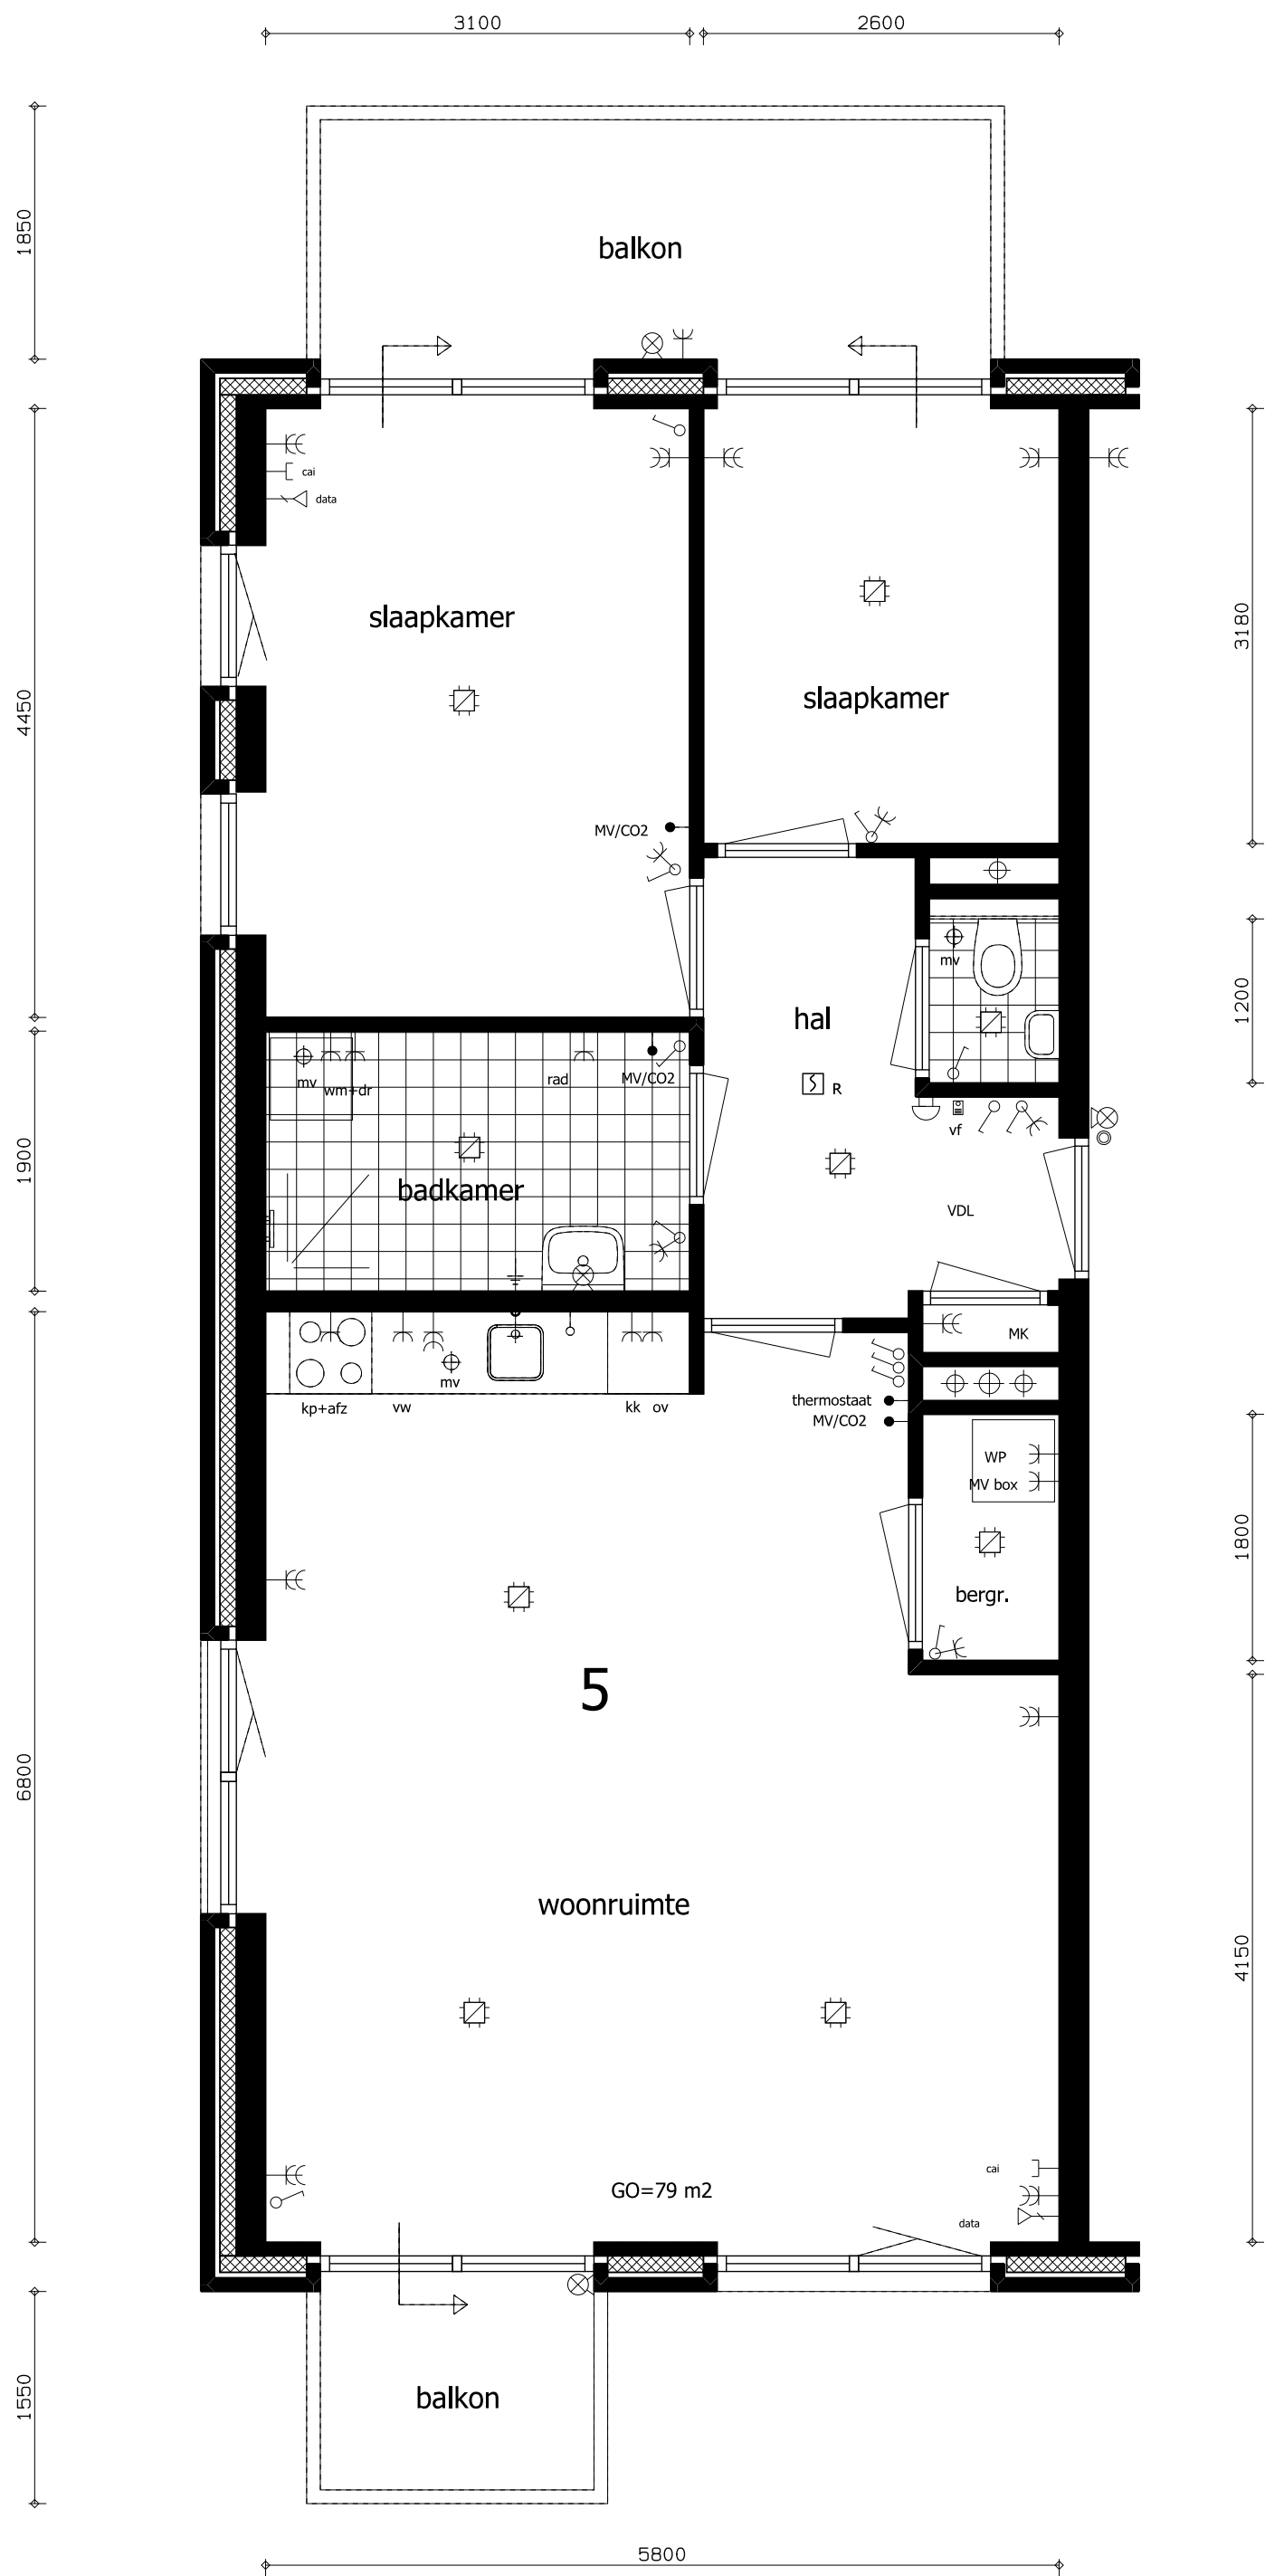 3100
2600
1850
balkon
cai
data
slaapkamer
slaapkamer
4450
3180
MV/CO2
mv
hal
1200
mv
wm+dr
rad
MV/CO2
R
vf
1900
badkamer
VDL
MK
mv
kp+afz
vw
kk
ov
thermostaat
MV/CO2
WP
MV box
1800
bergr.
5
6800
woonruimte
4150
cai
GO=79 m2
data
1550
balkon
5800